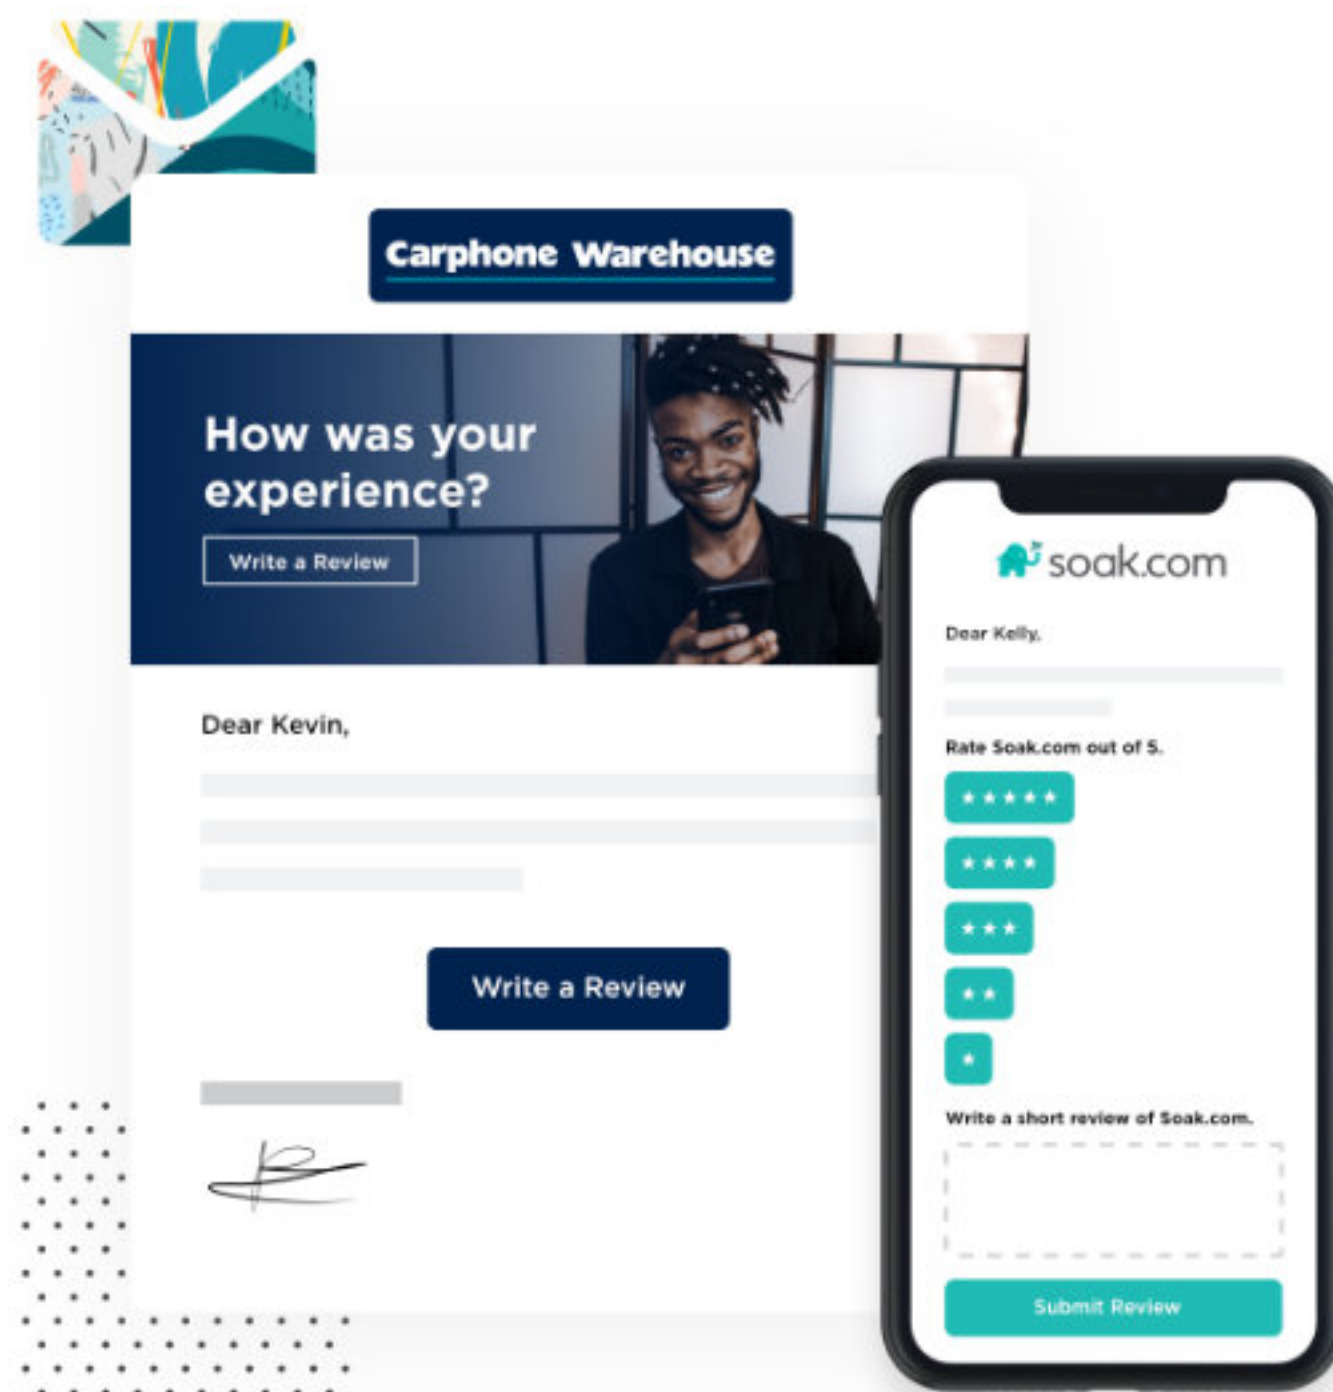 Carphone Warehouse
How was your
experience?
Write a Review
Dear Kevin,
Write a Review
soak.com
Dear Kelly,
Rate Soak.com out of 5.
Write a short review of Soak.com.
Submit Review